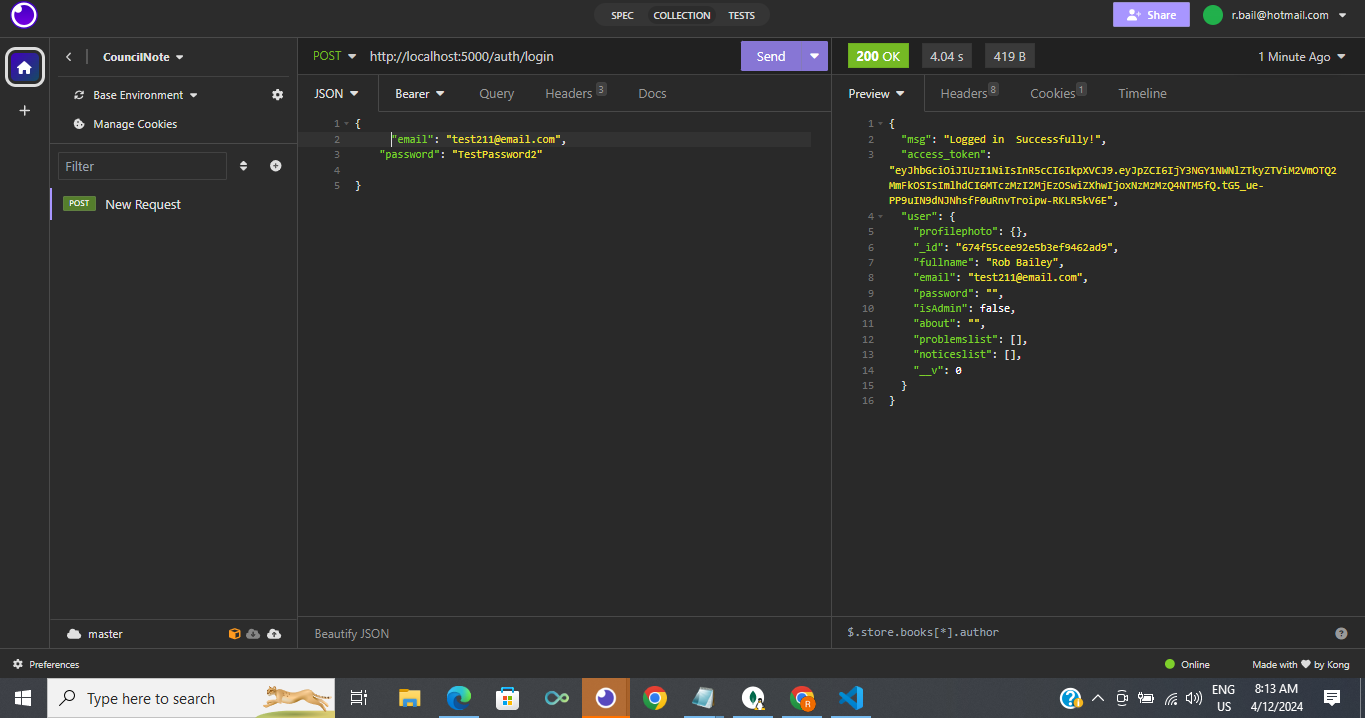 SPEC COLLECTION TESTS
Share
r.bail@hotmail.com
CouncilNote
POST http://localhost:5000/auth/login
Send
200 OK 4.04 s 419 B 1 Minute Ago
Base Environment
Manage Cookies
JSON Bearer Query Headers 3 Docs
Preview Headers 8 Cookies 1 Timeline
Filter
POST New Request
1 {
2 "email": "test211@email.com",
3 "password": "TestPassword2"
4
5 }
1 {
2 "msg": "Logged in  Successfully!",
3 "access_token":
"eyJhbGciOiJIUzI1NiIsInR5cCI6IkpXVCJ9.eyJpZCI6IjY3NGY1NWNlZTkyZTViM2VmOTQ2
MmFkOSIsImlhdCI6MTczMzI2MjEzOSwiZXhwIjoxNzMzMzQ4NTM5fQ.tG5_ue-
PP9uIN9dNJNhsfF0uRnvTroipw-RKLR5kV6E",
4 "user": {
5 "profilephoto": {},
6 "_id": "674f55cee92e5b3ef9462ad9",
7 "fullname": "Rob Bailey",
8 "email": "test211@email.com",
9 "password": "",
10 "isAdmin": false,
11 "about": "",
12 "problemslist": [],
13 "noticeslist": [],
14 "__v": 0
15 }
16 }
master
Beautify JSON
$.store.books[*].author
Preferences
Online
Made with ❤ by Kong
Type here to search
ENG
US
8:13 AM
4/12/2024